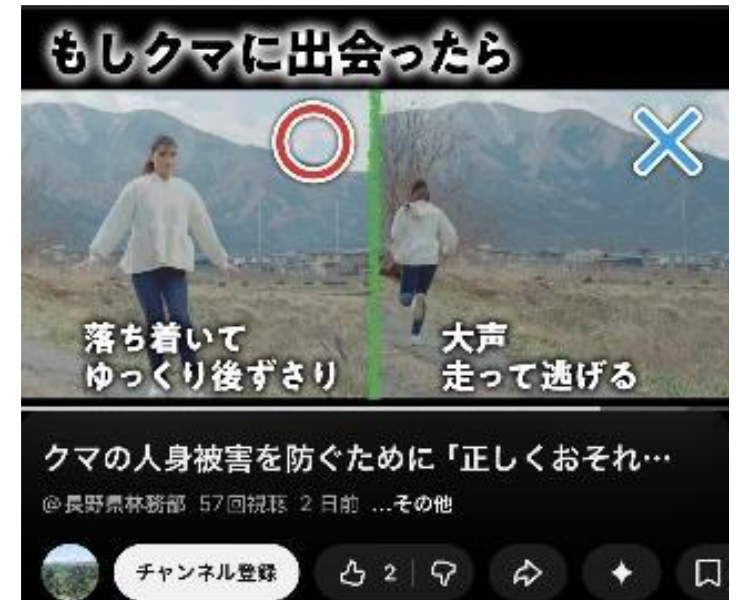 もしクマに出会ったら
落ち着いて
ゆっくり後ずさり
大声
走って逃げる
クマの人身被害を防ぐために「正しくおそれ…
@長野県林務部 57回視聴 2 日前 ...その他
チャンネル登録
2